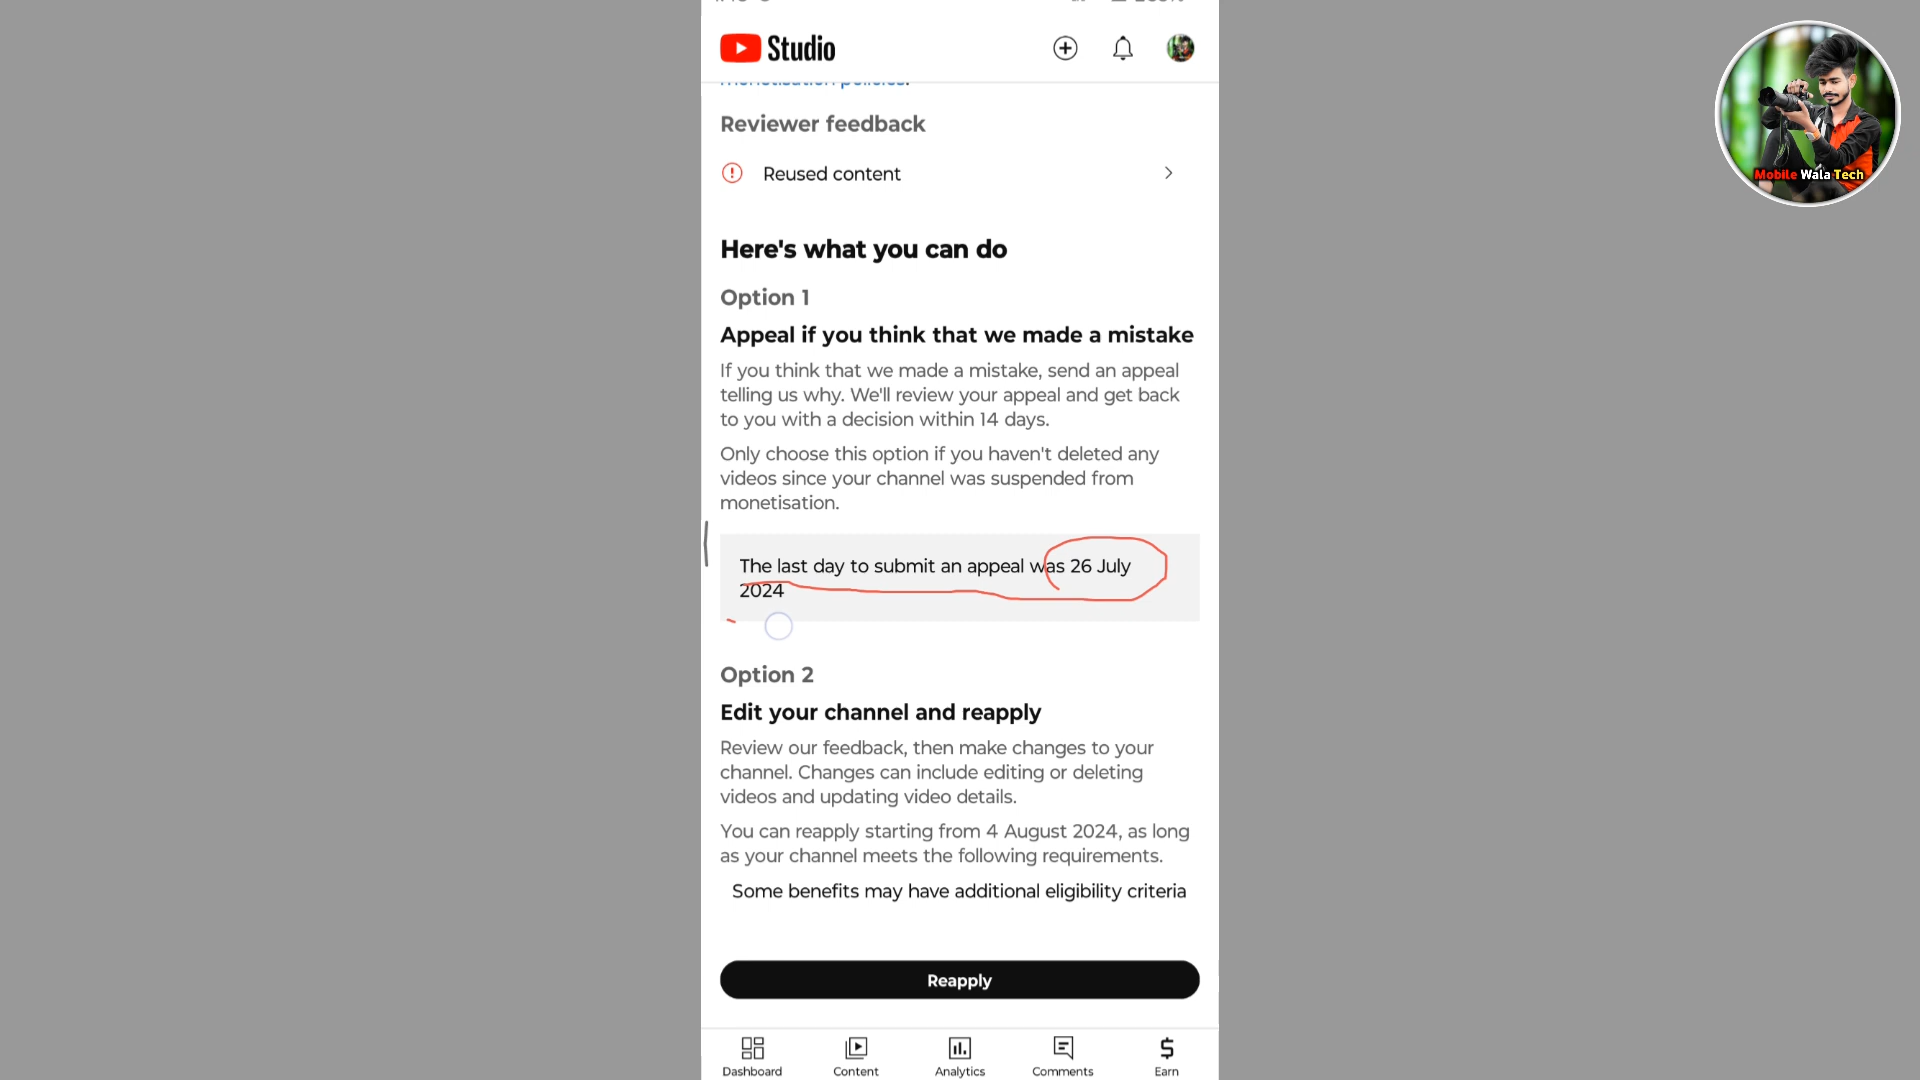 Studio
monetisation policies.
Reviewer feedback
Reused content
Here's what you can do
Option 1
Appeal if you think that we made a mistake
If you think that we made a mistake, send an appeal
telling us why. We'll review your appeal and get back
to you with a decision within 14 days.
Only choose this option if you haven't deleted any
videos since your channel was suspended from
monetisation.
The last day to submit an appeal was 26 July
2024
Option 2
Edit your channel and reapply
Review our feedback, then make changes to your
channel. Changes can include editing or deleting
videos and updating video details.
You can reapply starting from 4 August 2024, as long
as your channel meets the following requirements.
Some benefits may have additional eligibility criteria
Reapply
Dashboard
Content
Analytics
Comments
Earn
Mobile Wala Tech